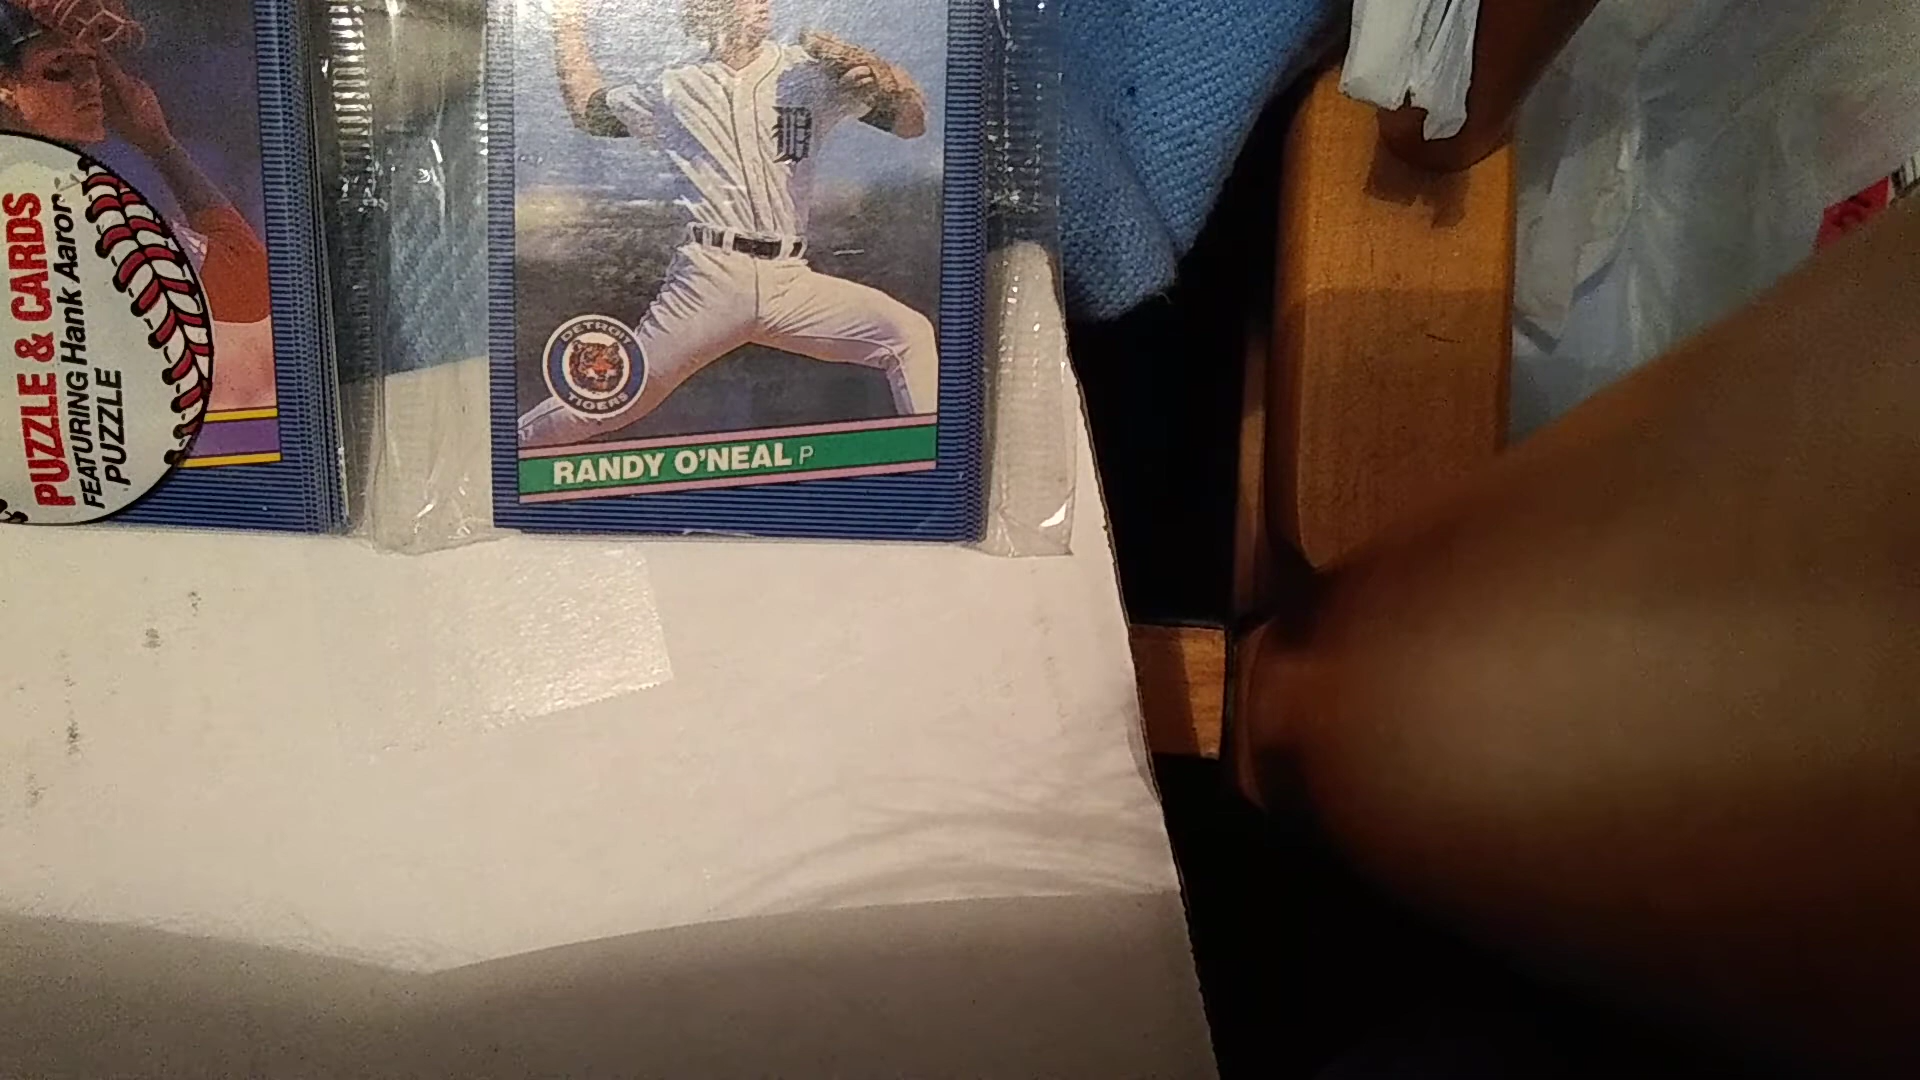 PUZZLE & CARDS
FEATURING Hank Aaron
PUZZLE
D
DETROIT
TIGERS
RANDY O'NEAL P